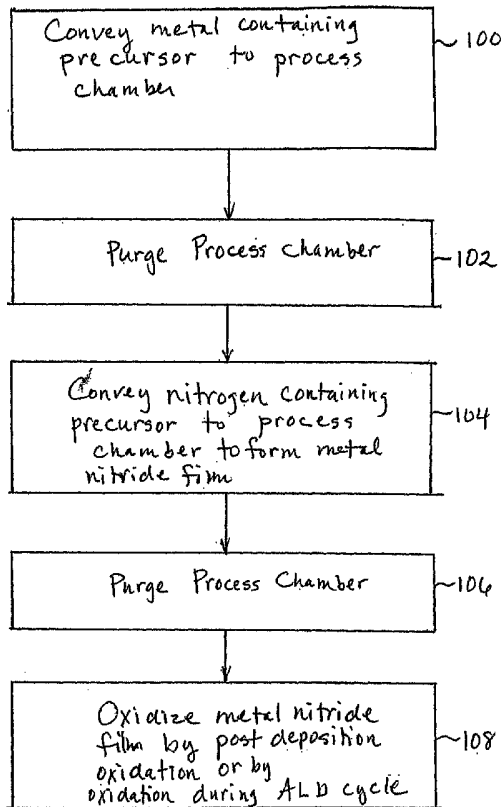 Convey metal containing
precursor to process
chamber
100
Purge Process chamber
102
Convey nitrogen containing
precursor to process
chamber to form metal
nitride film
104
Purge Process Chamber
106
Oxidize metal nitride
film by post deposition
oxidation or by
oxidation during ALD cycle
108